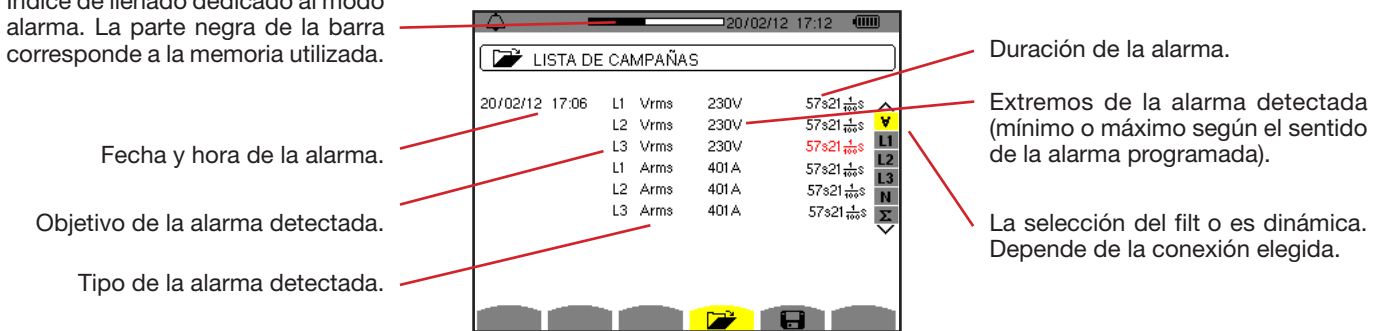 Índice de llenado dedicado al modo
alarma. La parte negra de la barra
corresponde a la memoria utilizada.
Fecha y hora de la alarma.
Objetivo de la alarma detectada.
Tipo de la alarma detectada.
20/02/12 17:12
LISTA DE CAMPAÑAS
20/02/12 17:06 L1 Vrms 230V 57s21 1/100 s
L2 Vrms 230V 57s21 1/100 s
L3 Vrms 230V 57s21 1/100 s
L1 Arms 401A 57s21 1/100 s
L2 Arms 401A 57s21 1/100 s
L3 Arms 401A 57s21 1/100 s
∀
L1
L2
L3
N
Σ
Duración de la alarma.
Extremos de la alarma detectada
(mínimo o máximo según el sentido
de la alarma programada).
La selección del filt o es dinámica.
Depende de la conexión elegida.